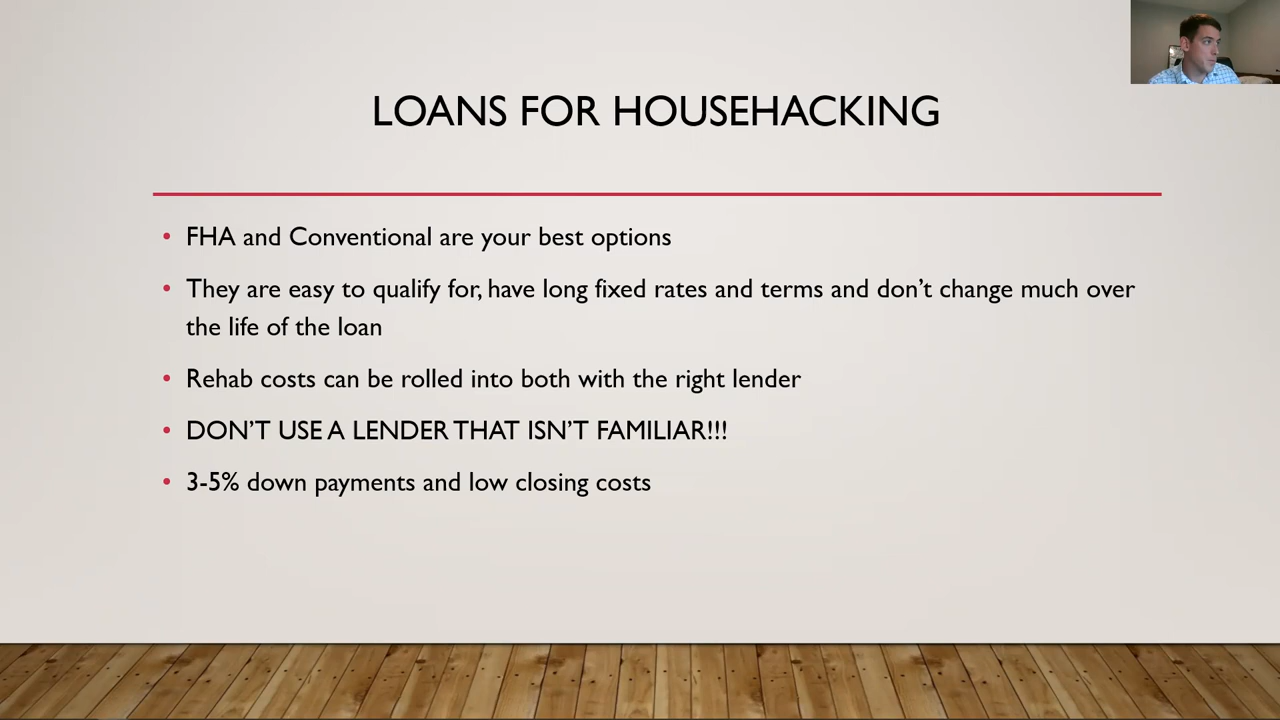 LOANS FOR HOUSEHACKING
• FHA and Conventional are your best options
• They are easy to qualify for, have long fixed rates and terms and don’t change much over
the life of the loan
• Rehab costs can be rolled into both with the right lender
• DON’T USE A LENDER THAT ISN’T FAMILIAR!!!
• 3-5% down payments and low closing costs